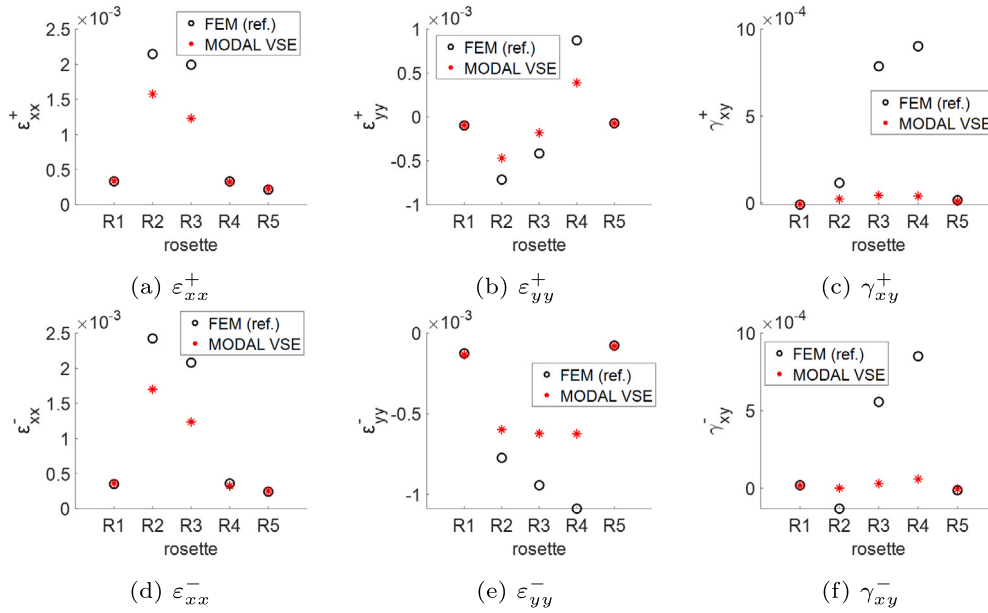 ×10⁻³
2.5
2
1.5
1
0.5
0
ε⁺xx
FEM (ref.)
MODAL VSE
R1 R2 R3 R4 R5
rosette
(a) ε⁺xx
×10⁻³
1
0.5
0
-0.5
-1
ε⁺yy
FEM (ref.)
MODAL VSE
R1 R2 R3 R4 R5
rosette
(b) ε⁺yy
×10⁻⁴
10
5
0
γ⁺xy
FEM (ref.)
MODAL VSE
R1 R2 R3 R4 R5
rosette
(c) γ⁺xy
×10⁻³
2.5
2
1.5
1
0.5
0
ε⁻xx
FEM (ref.)
MODAL VSE
R1 R2 R3 R4 R5
rosette
(d) ε⁻xx
×10⁻³
0
-0.5
-1
ε⁻yy
FEM (ref.)
MODAL VSE
R1 R2 R3 R4 R5
rosette
(e) ε⁻yy
×10⁻⁴
10
5
0
γ⁻xy
FEM (ref.)
MODAL VSE
R1 R2 R3 R4 R5
rosette
(f) γ⁻xy